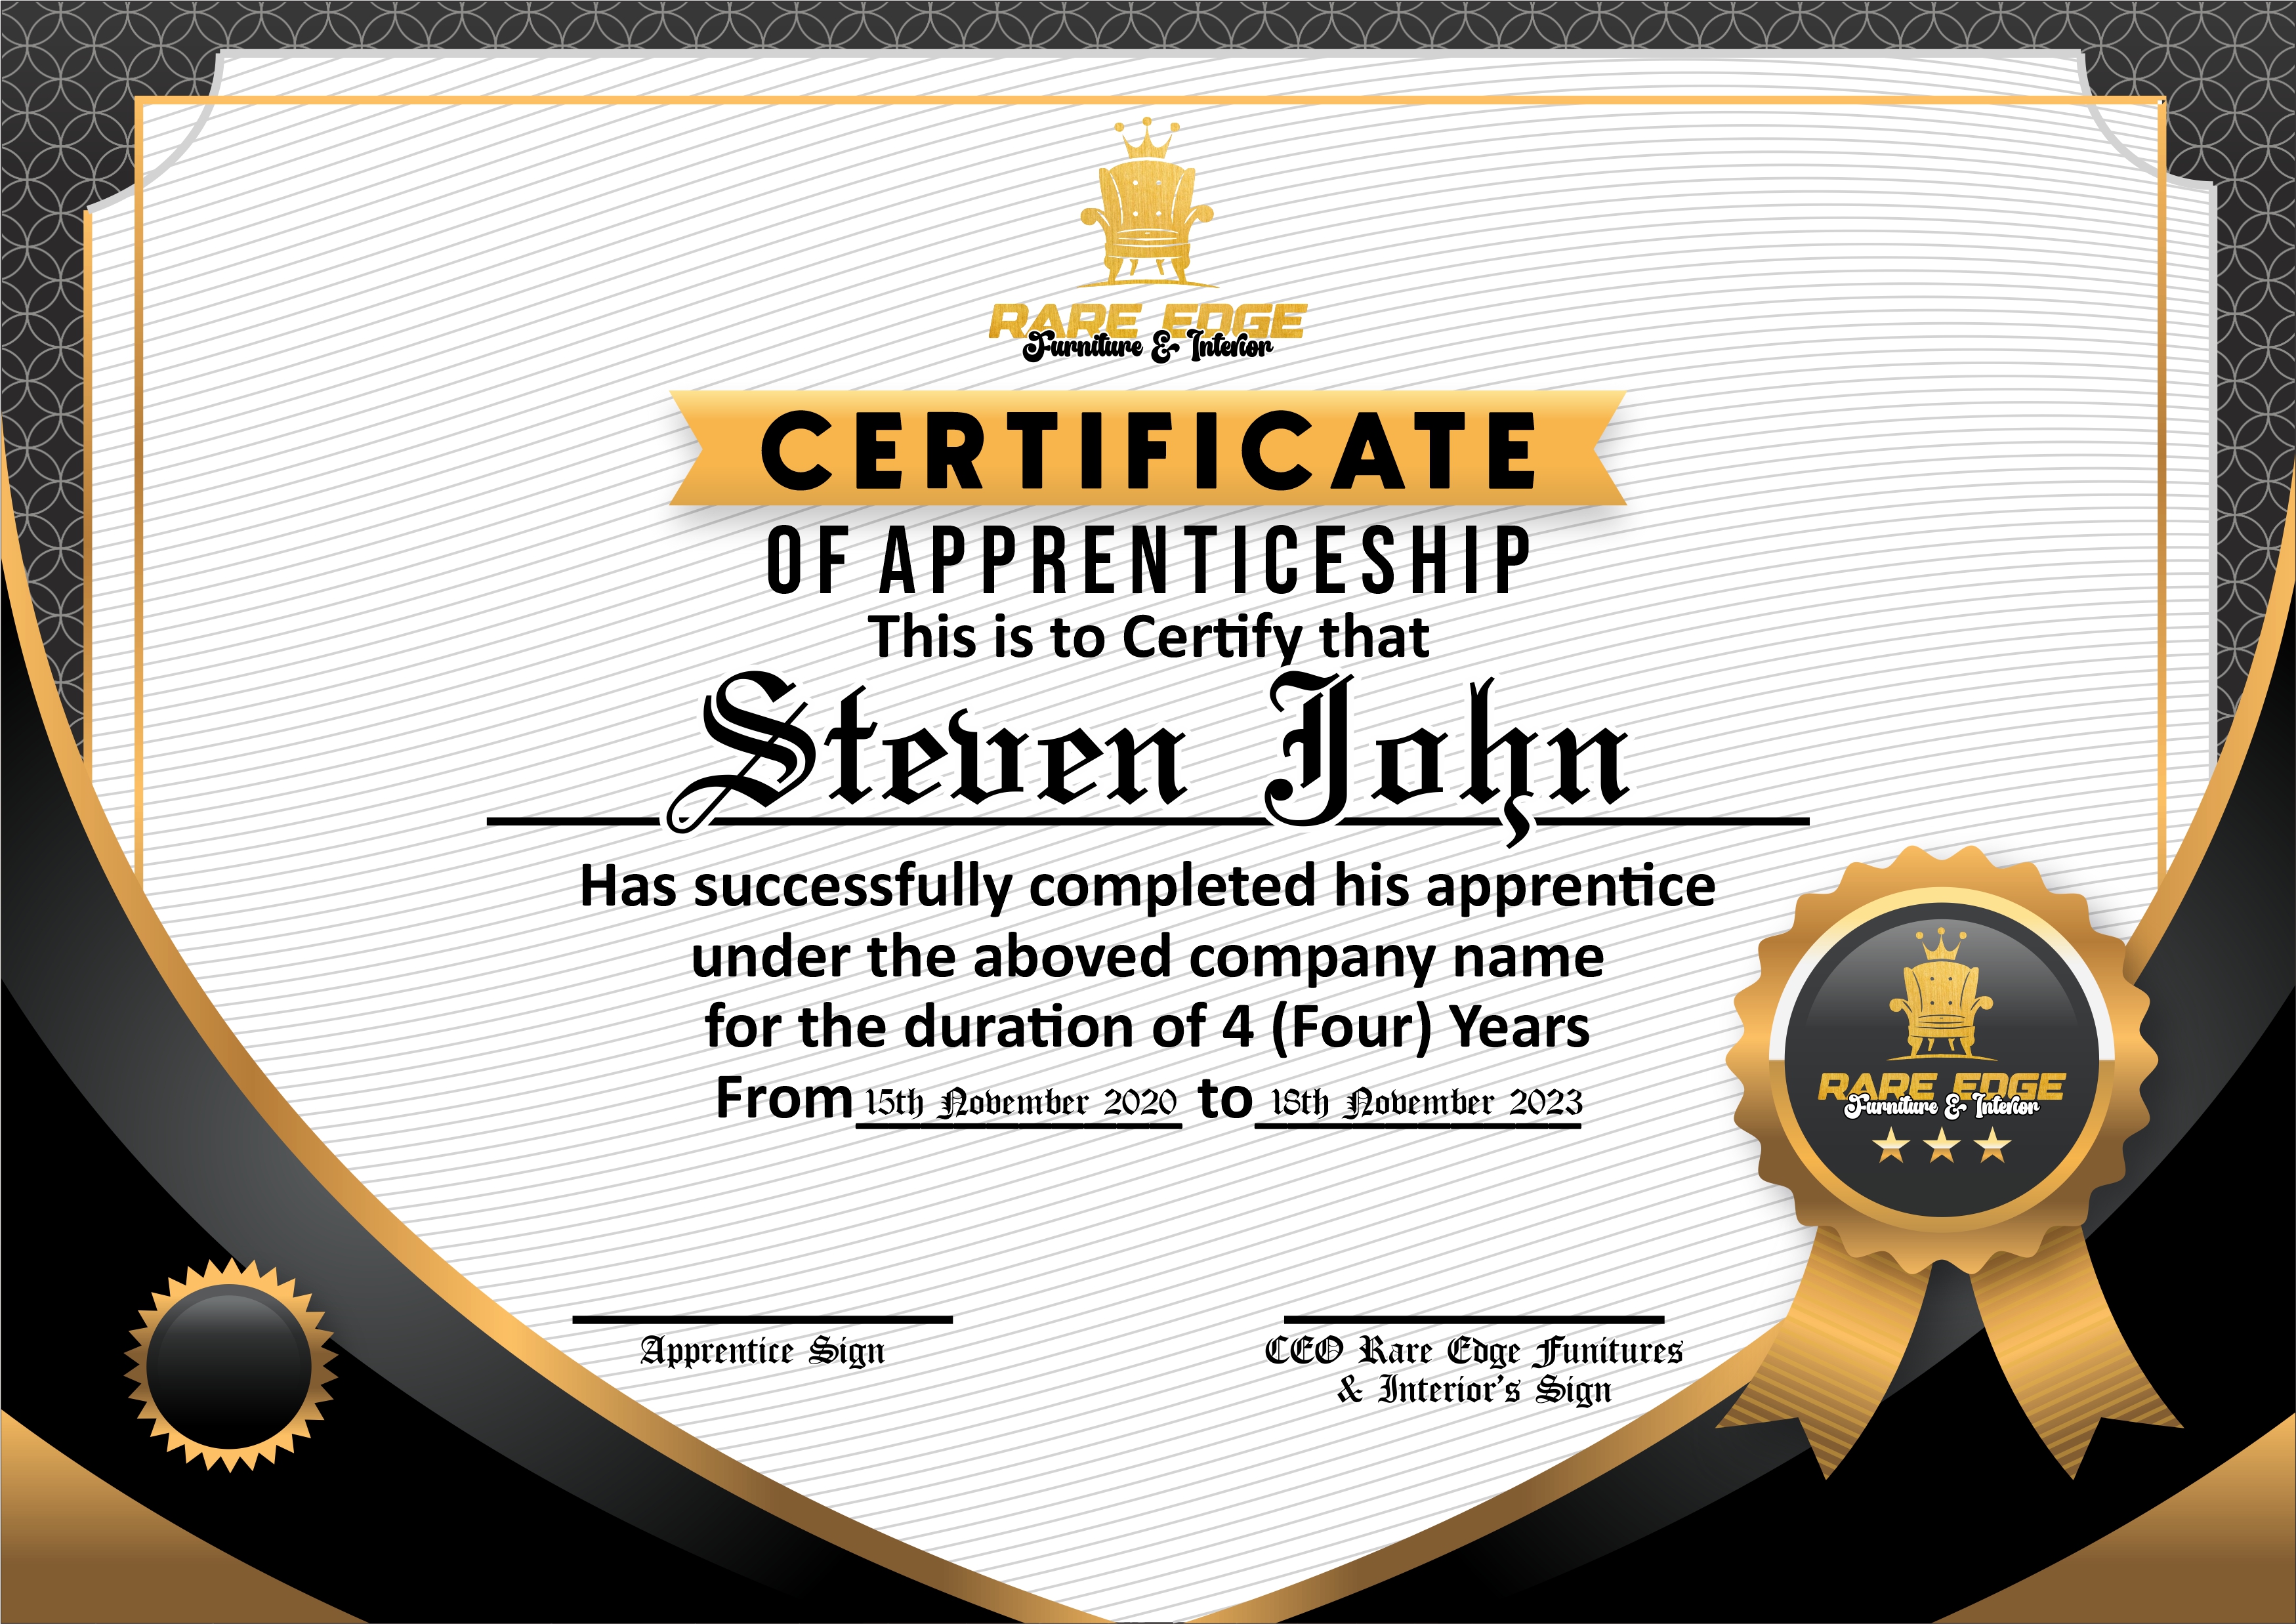 RARE EDGE
Furniture & Interior
CERTIFICATE
OF APPRENTICESHIP
This is to Certify that
Steven John
Has successfully completed his apprentice
under the aboved company name
for the duration of 4 (Four) Years
From 15th November 2020 to 18th November 2023
RARE EDGE
Furniture & Interior
Apprentice Sign
CEO Rare Edge Funitures
& Interior's Sign